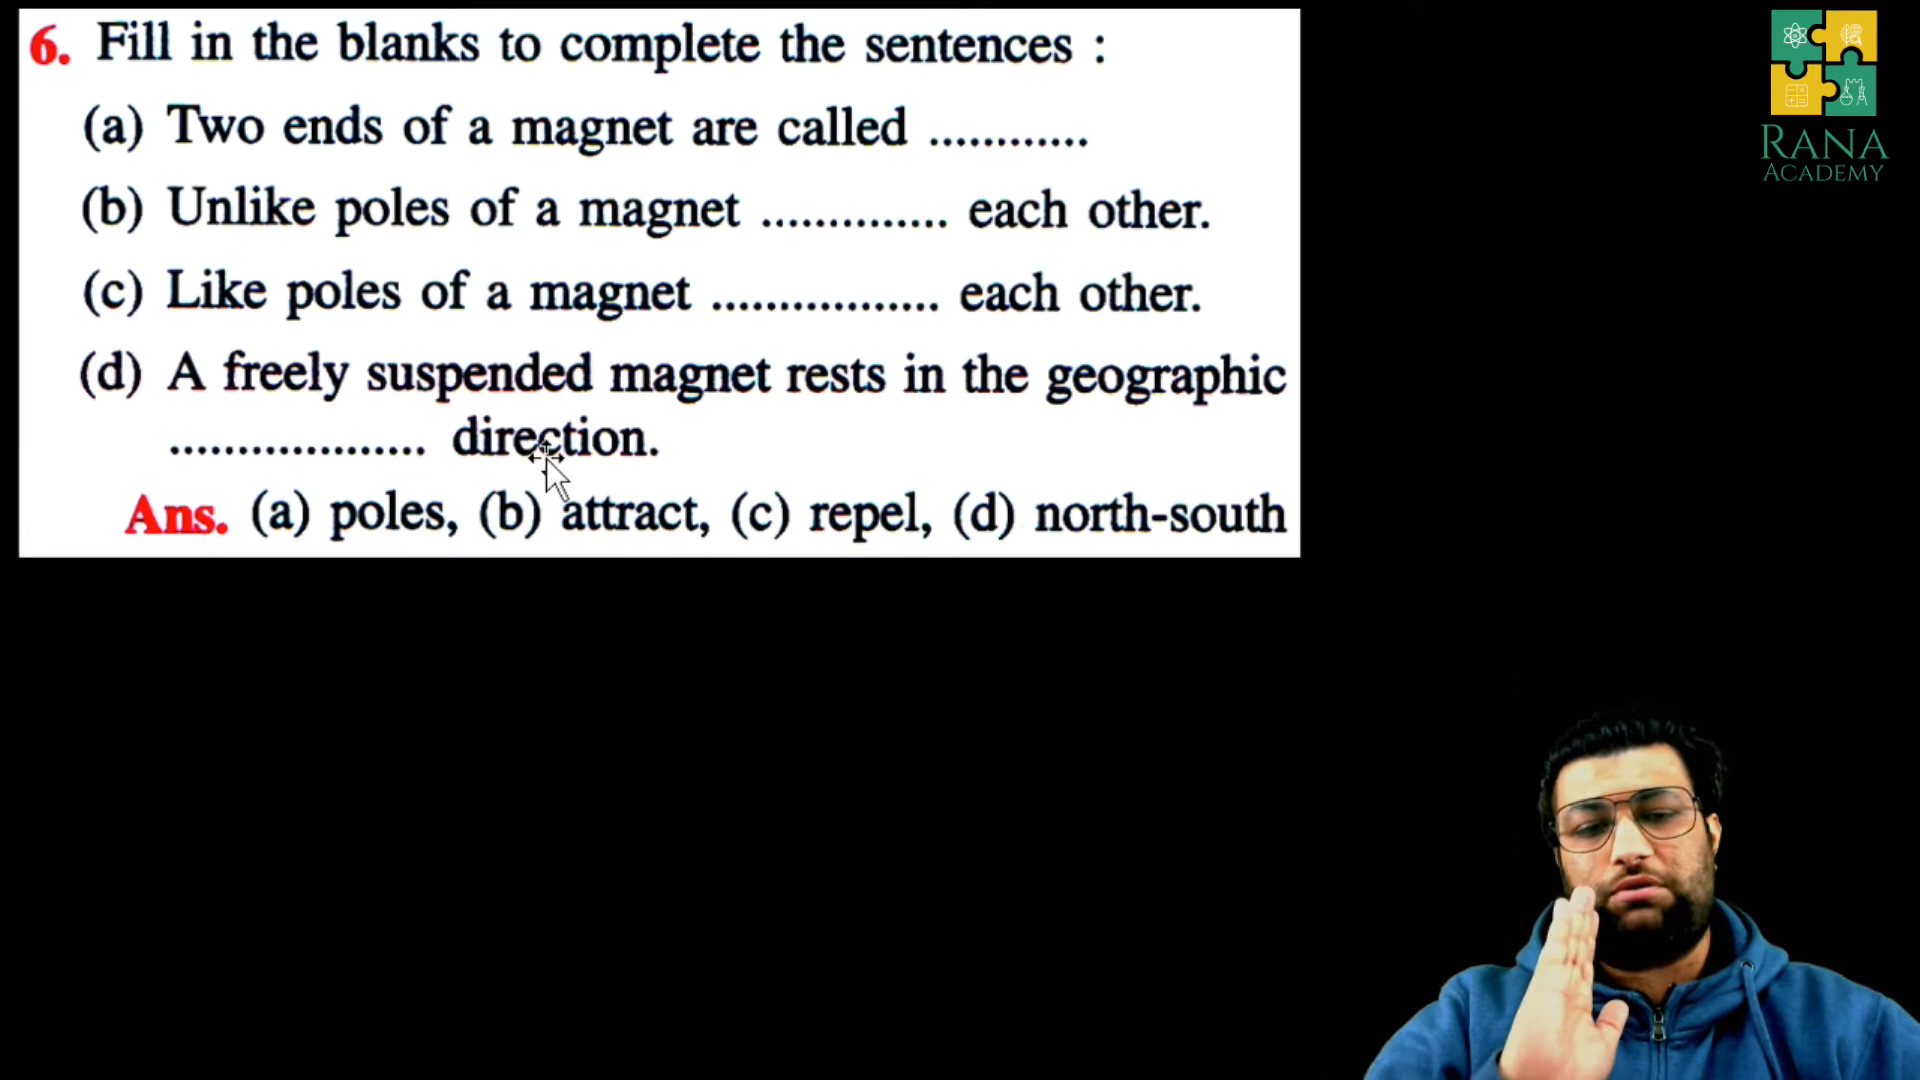 6. Fill in the blanks to complete the sentences :
(a) Two ends of a magnet are called ............
(b) Unlike poles of a magnet .............. each other.
(c) Like poles of a magnet ................. each other.
(d) A freely suspended magnet rests in the geographic
................... direction.
Ans. (a) poles, (b) attract, (c) repel, (d) north-south
RANA
ACADEMY